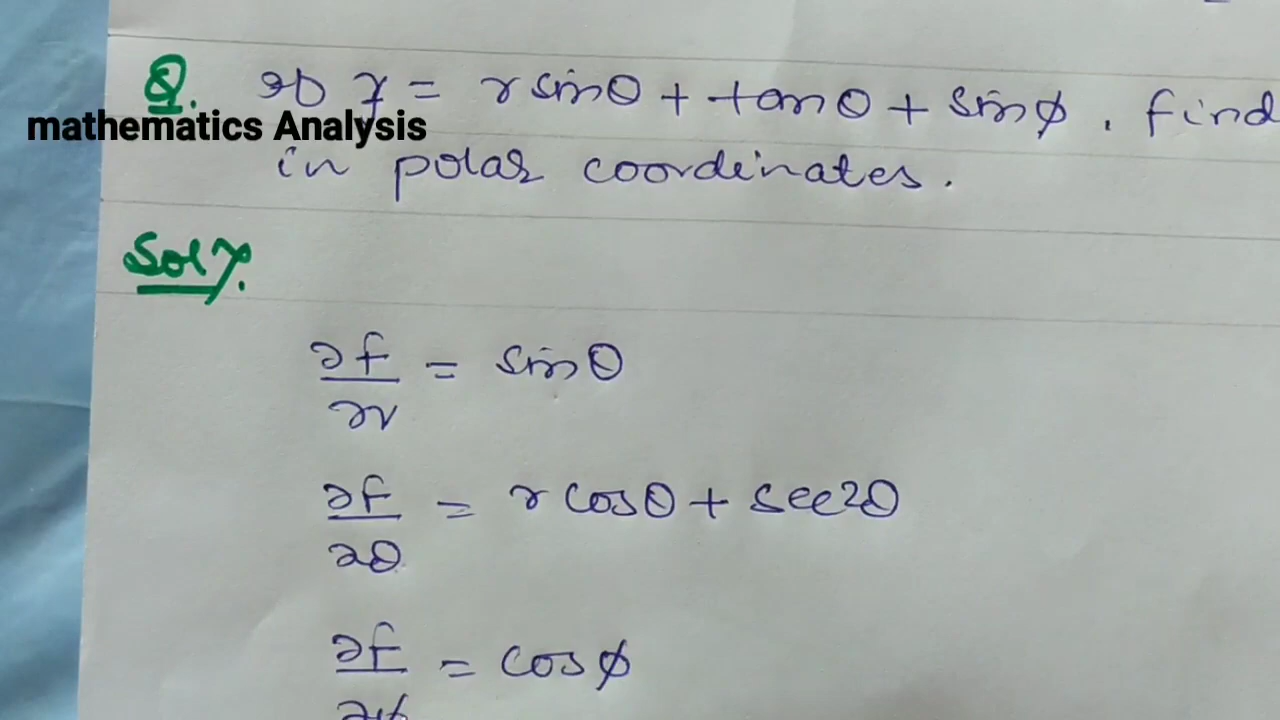 Q. If f = r sinθ + tanθ + sinφ . find
mathematics Analysis
in polar coordinates.
Soln.
∂f/∂r = sinθ
∂f/∂θ = r cosθ + sec2θ
∂f/∂φ = cosφ